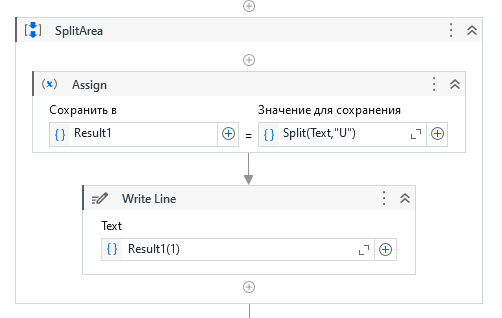 SplitArea
Assign
Сохранить в
Значение для сохранения
Result1
=
Split(Text,"U")
Write Line
Text
Result1(1)